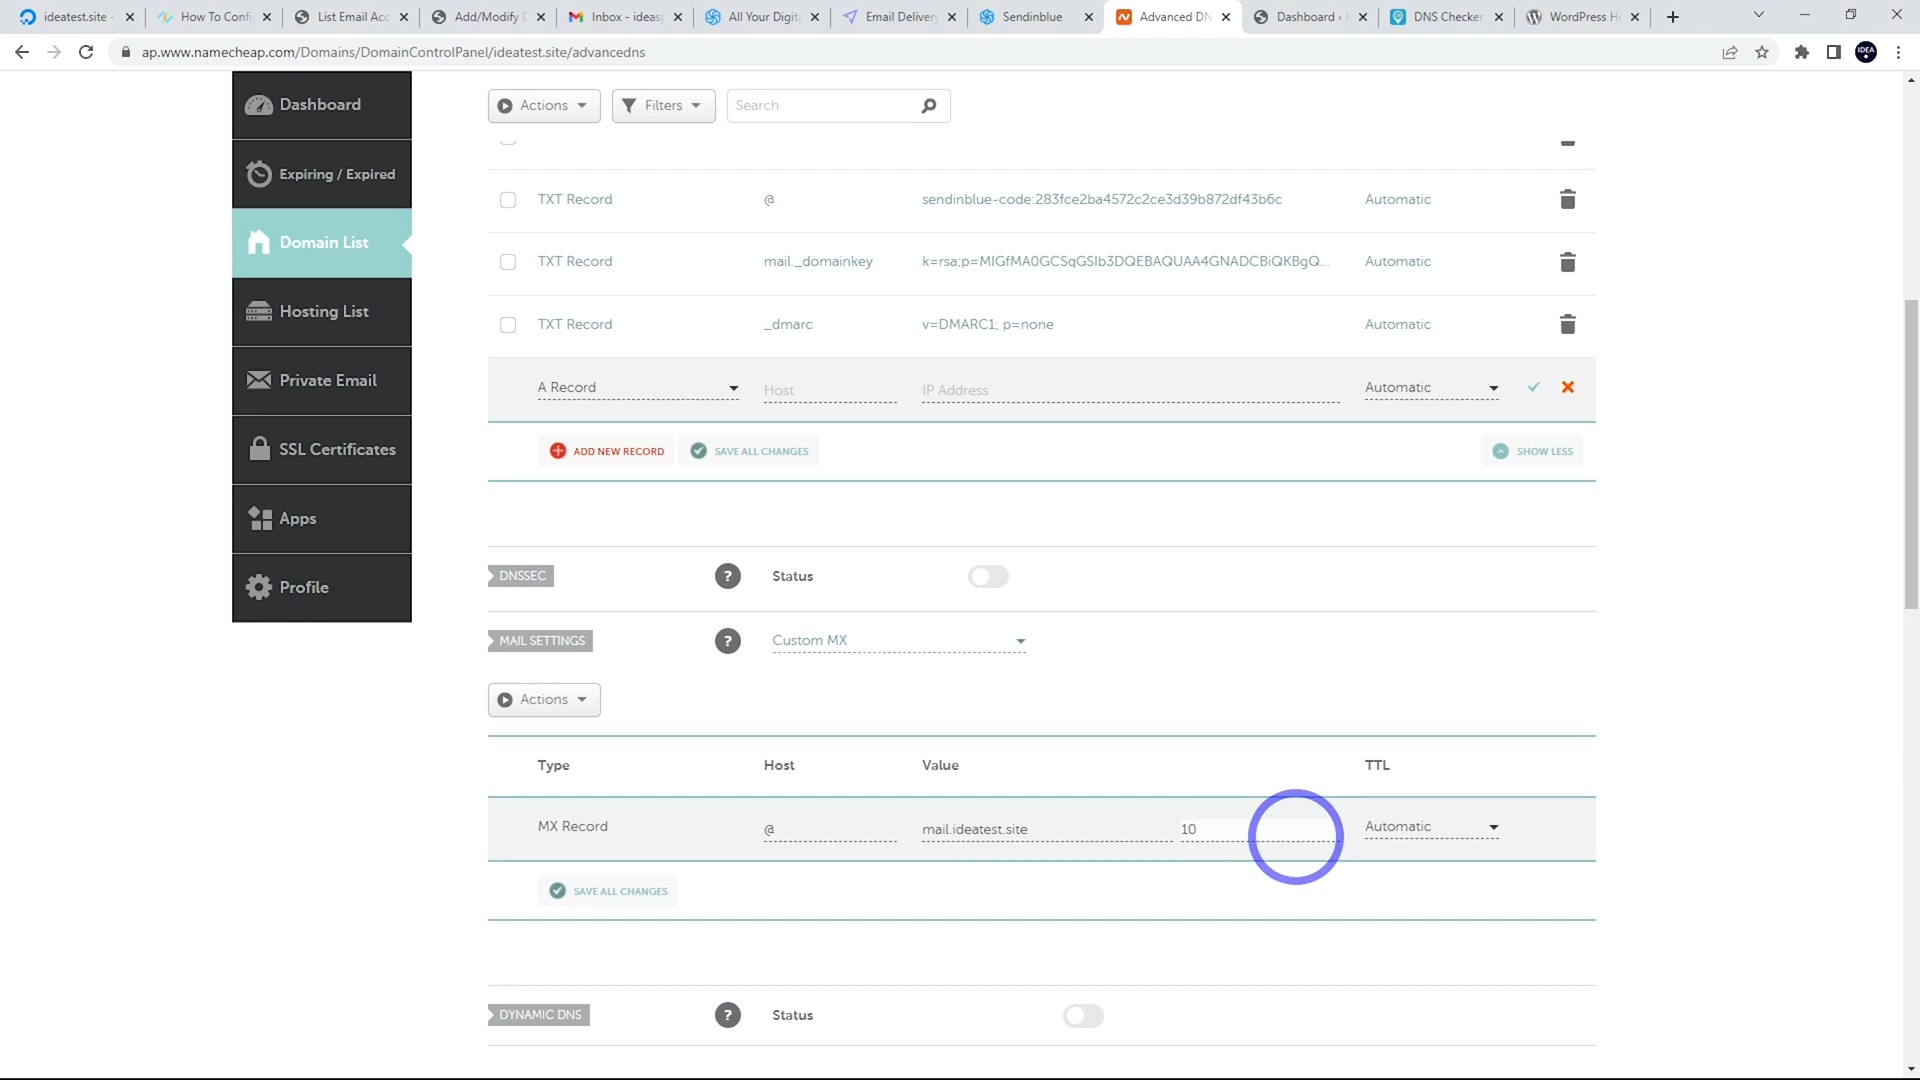 ideatest.site -
How To Confi
List Email Acc
Add/Modify D
Inbox - ideasp
All Your Digita
Email Delivery
Sendinblue
Advanced DN
Dashboard ‹
DNS Checker
WordPress Ho
ap.www.namecheap.com/Domains/DomainControlPanel/ideatest.site/advancedns
IDEA
Dashboard
Expiring / Expired
Domain List
Hosting List
Private Email
SSL Certificates
Apps
Profile
Actions
Filters
Search
TXT Record @ sendinblue-code:283fce2ba4572c2ce3d39b872df43b6c Automatic
TXT Record mail._domainkey k=rsa;p=MIGfMA0GCSqGSIb3DQEBAQUAA4GNADCBiQKBgQ... Automatic
TXT Record _dmarc v=DMARC1; p=none Automatic
A Record Host IP Address Automatic
ADD NEW RECORD SAVE ALL CHANGES SHOW LESS
DNSSEC ? Status
MAIL SETTINGS ? Custom MX
Actions
Type Host Value TTL
MX Record @ mail.ideatest.site 10 Automatic
SAVE ALL CHANGES
DYNAMIC DNS ? Status